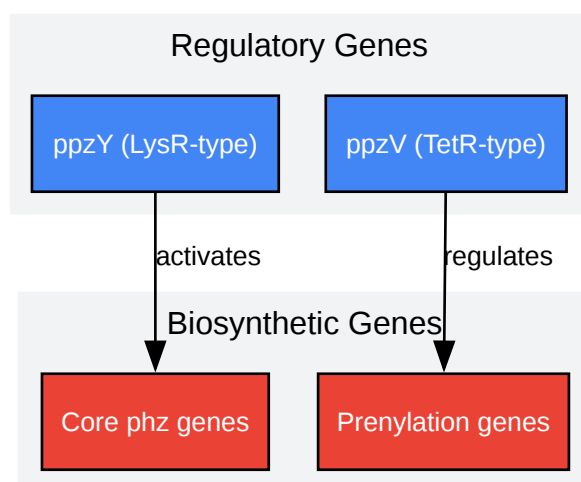 Regulatory Genes
ppzY (LysR-type)
ppzV (TetR-type)
activates
regulates
Biosynthetic Genes
Core phz genes
Prenylation genes